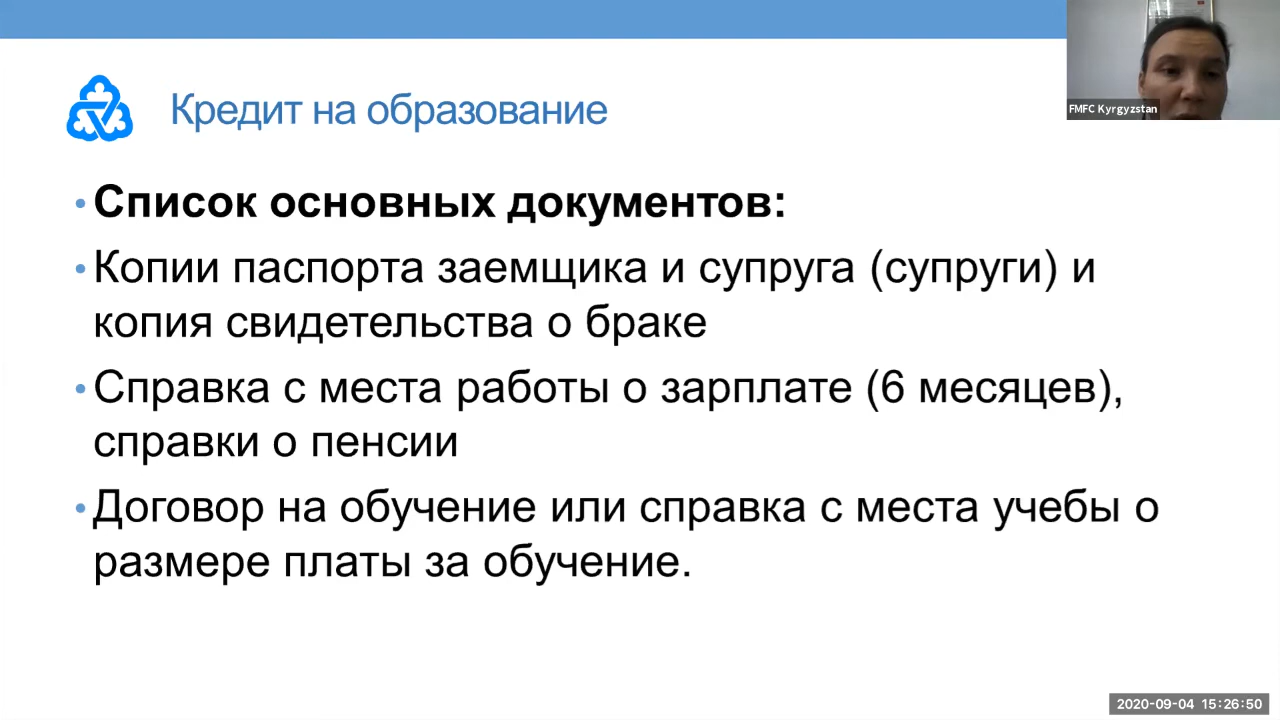 Кредит на образование
FMFC Kyrgyzstan
• Список основных документов:
• Копии паспорта заемщика и супруга (супруги) и
копия свидетельства о браке
• Справка с места работы о зарплате (6 месяцев),
справки о пенсии
• Договор на обучение или справка с места учебы о
размере платы за обучение.
2020-09-04 15:26:50